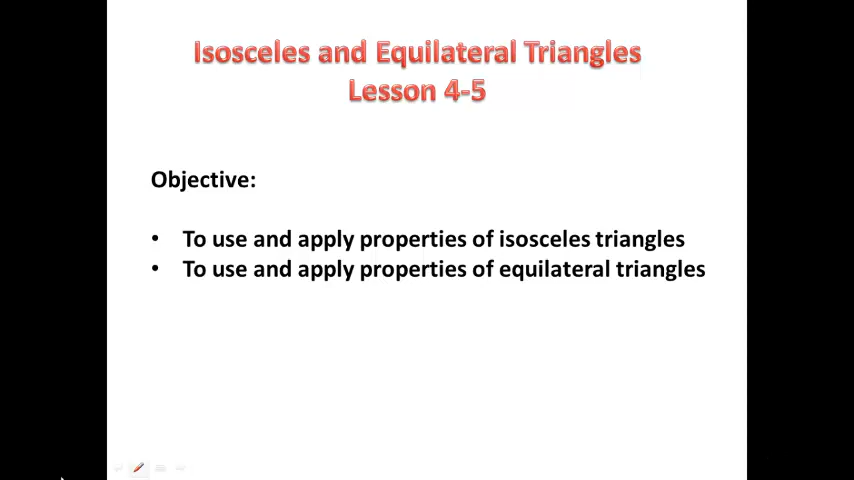 Isosceles and Equilateral Triangles
Lesson 4-5
Objective:
• To use and apply properties of isosceles triangles
• To use and apply properties of equilateral triangles